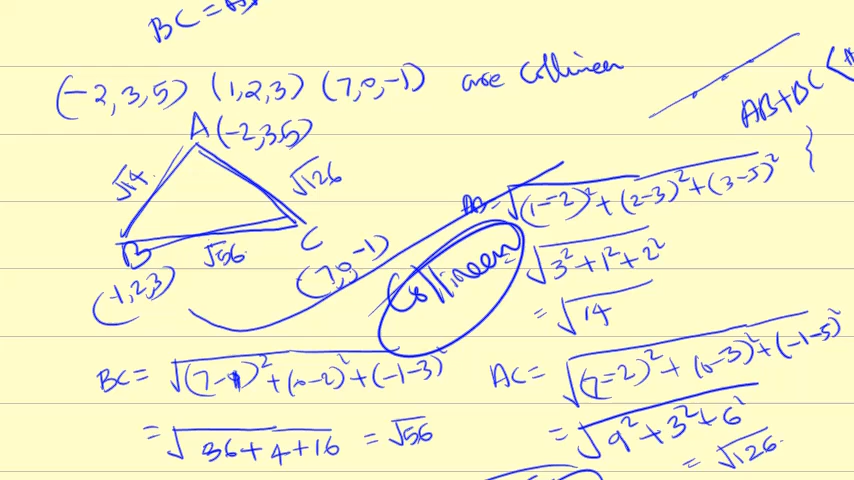 BC =
(-2,3,5) (1,2,3) (7,0,-1) are Collinear
AB+BC <
A (-2,3,5)
√14
√126
B
√56
C
(1,2,3)
(7,0,-1)
Collinear
AB = √(1--2)² + (2-3)² + (3-5)²
= √3² + 1² + 2²
= √14
BC = √(7-1)² + (0-2)² + (-1-3)²
= √36 + 4 + 16 = √56
AC = √(7--2)² + (0-3)² + (-1-5)²
= √9² + 3² + 6²
= √126